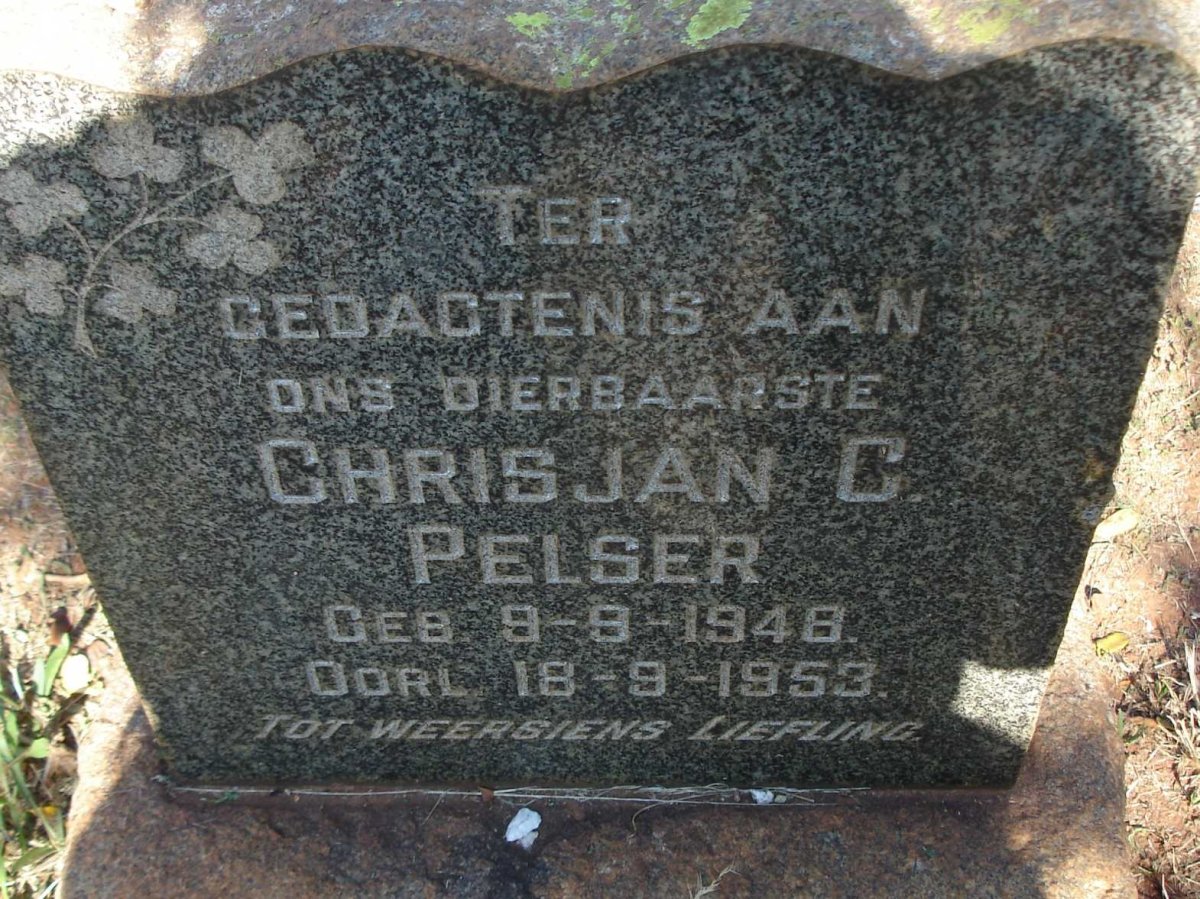 TER
GEDAGTENIS AAN
ONS DIERBAARSTE
CHRISJAN C.
PELSER
GEB. 9-9-1948.
OORL. 18-9-1953.
TOT WEERSIENS LIEFLING.